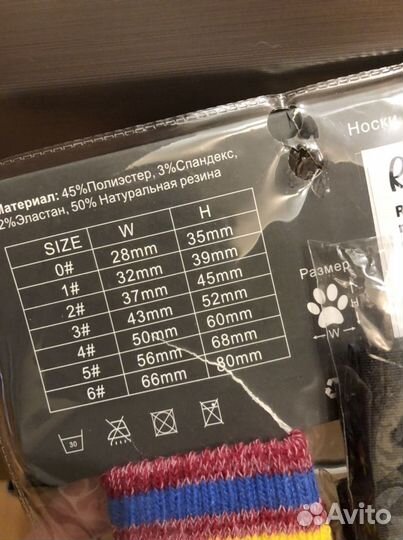 Материал: 45%Полиэстер, 3%Спандекс,
2%Эластан, 50% Натуральная резина
SIZE W H
0# 28mm 35mm
1# 32mm 39mm
2# 37mm 45mm
3# 43mm 52mm
4# 50mm 60mm
5# 56mm 68mm
6# 66mm 80mm
30
Носки
Размер
H
W
Avito